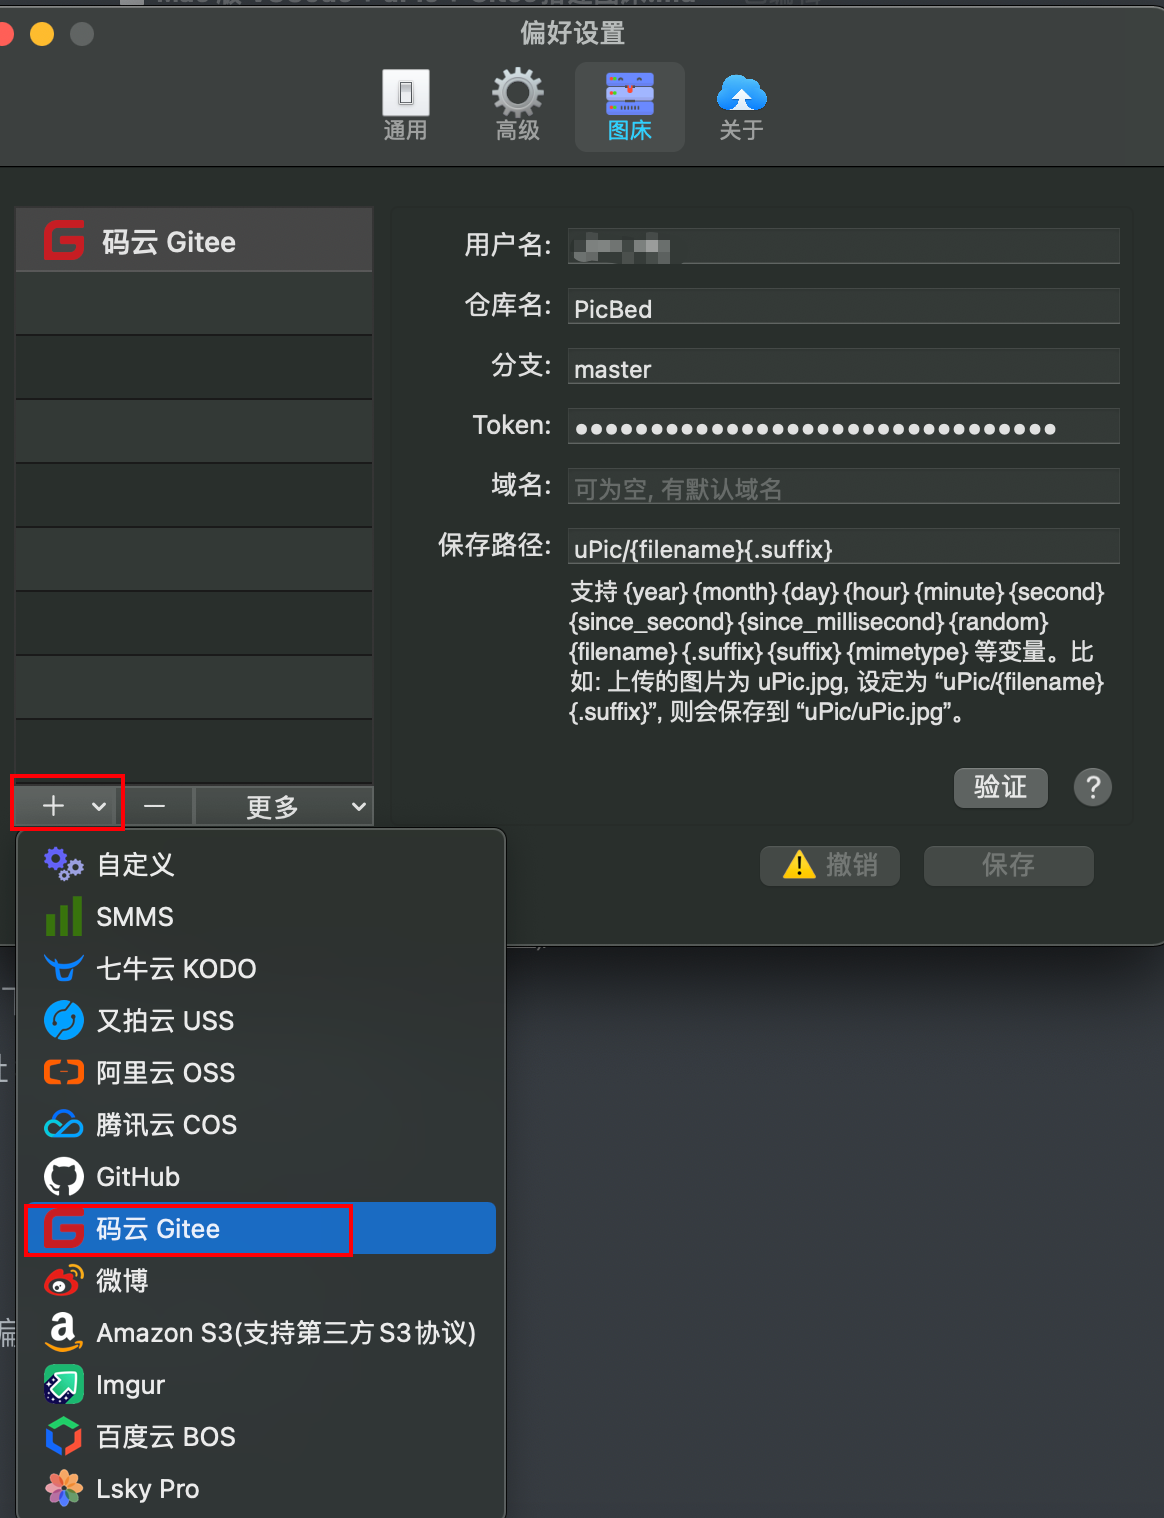 偏好设置
通用
高级
图床
关于
码云 Gitee
用户名:
仓库名: PicBed
分支: master
Token: ●●●●●●●●●●●●●●●●●●●●●●●●●●●●●●●●
域名: 可为空, 有默认域名
保存路径: uPic/{filename}{.suffix}
支持 {year} {month} {day} {hour} {minute} {second}
{since_second} {since_millisecond} {random}
{filename} {.suffix} {suffix} {mimetype} 等变量。比
如: 上传的图片为 uPic.jpg, 设定为 “uPic/{filename}
{.suffix}”, 则会保存到 “uPic/uPic.jpg”。
验证 ?
+ — 更多
撤销 保存
自定义
SMMS
七牛云 KODO
又拍云 USS
阿里云 OSS
腾讯云 COS
GitHub
码云 Gitee
微博
Amazon S3(支持第三方S3协议)
Imgur
百度云 BOS
Lsky Pro